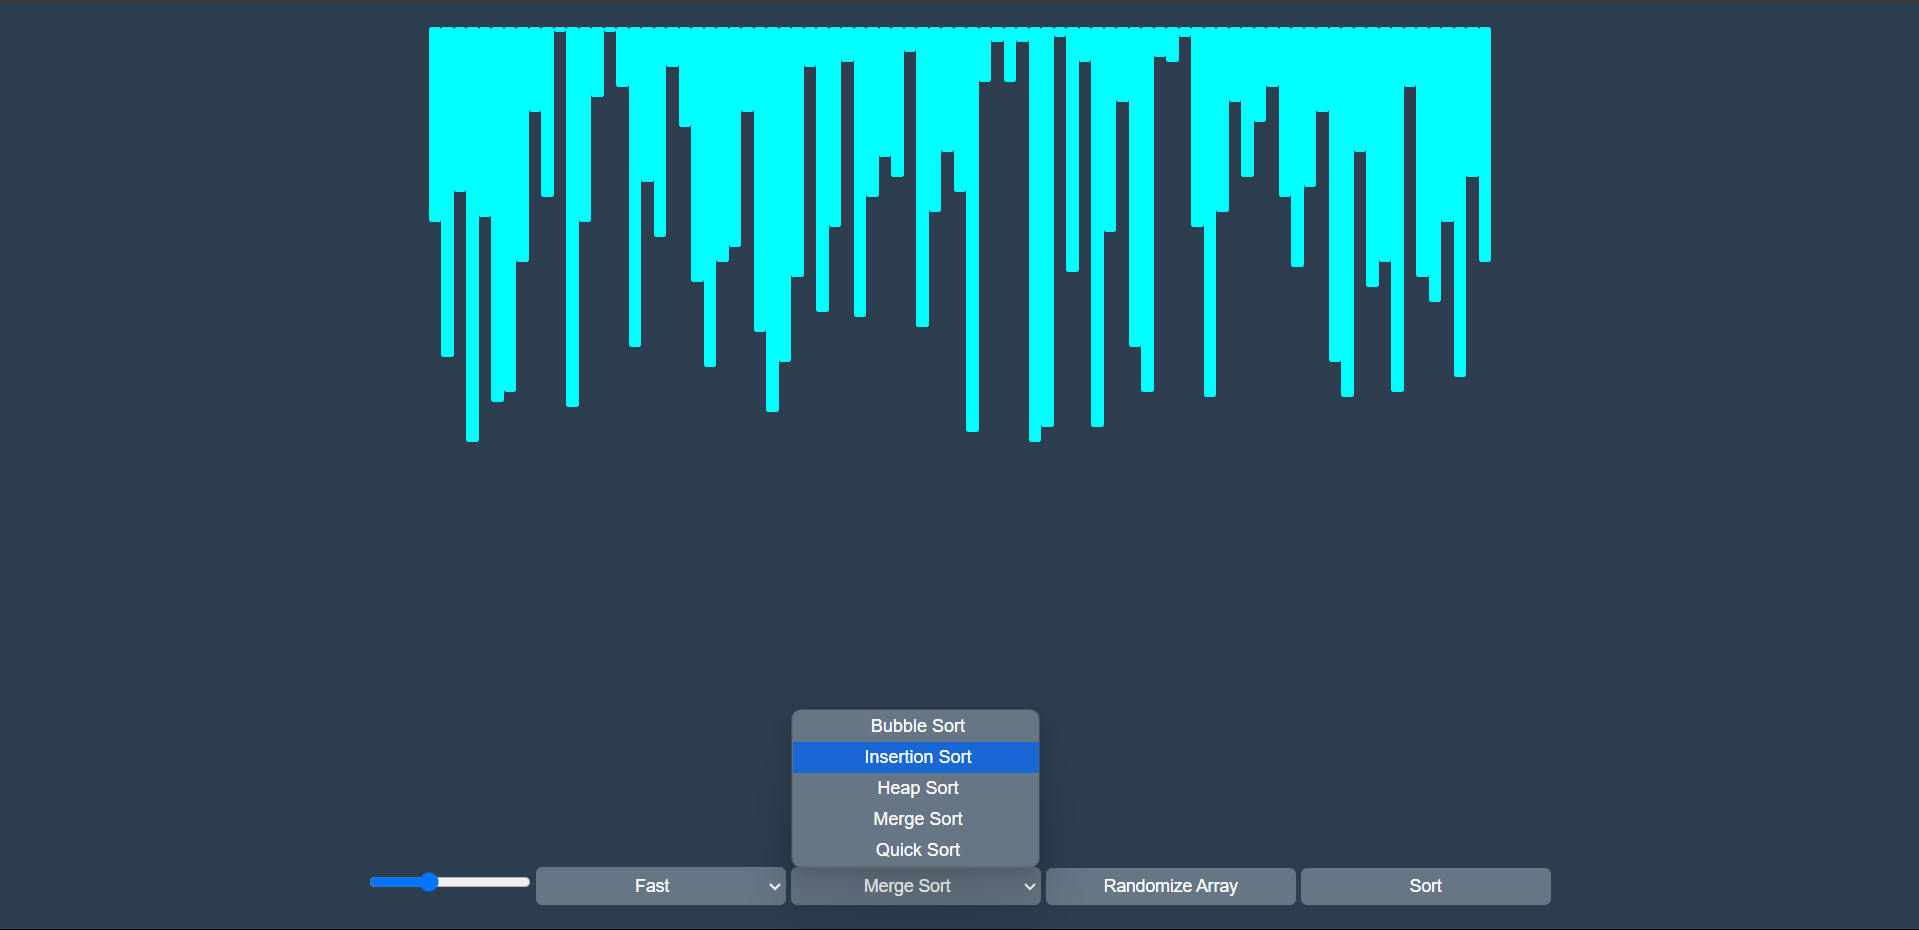 Bubble Sort
Insertion Sort
Heap Sort
Merge Sort
Quick Sort
Fast
Merge Sort
Randomize Array
Sort